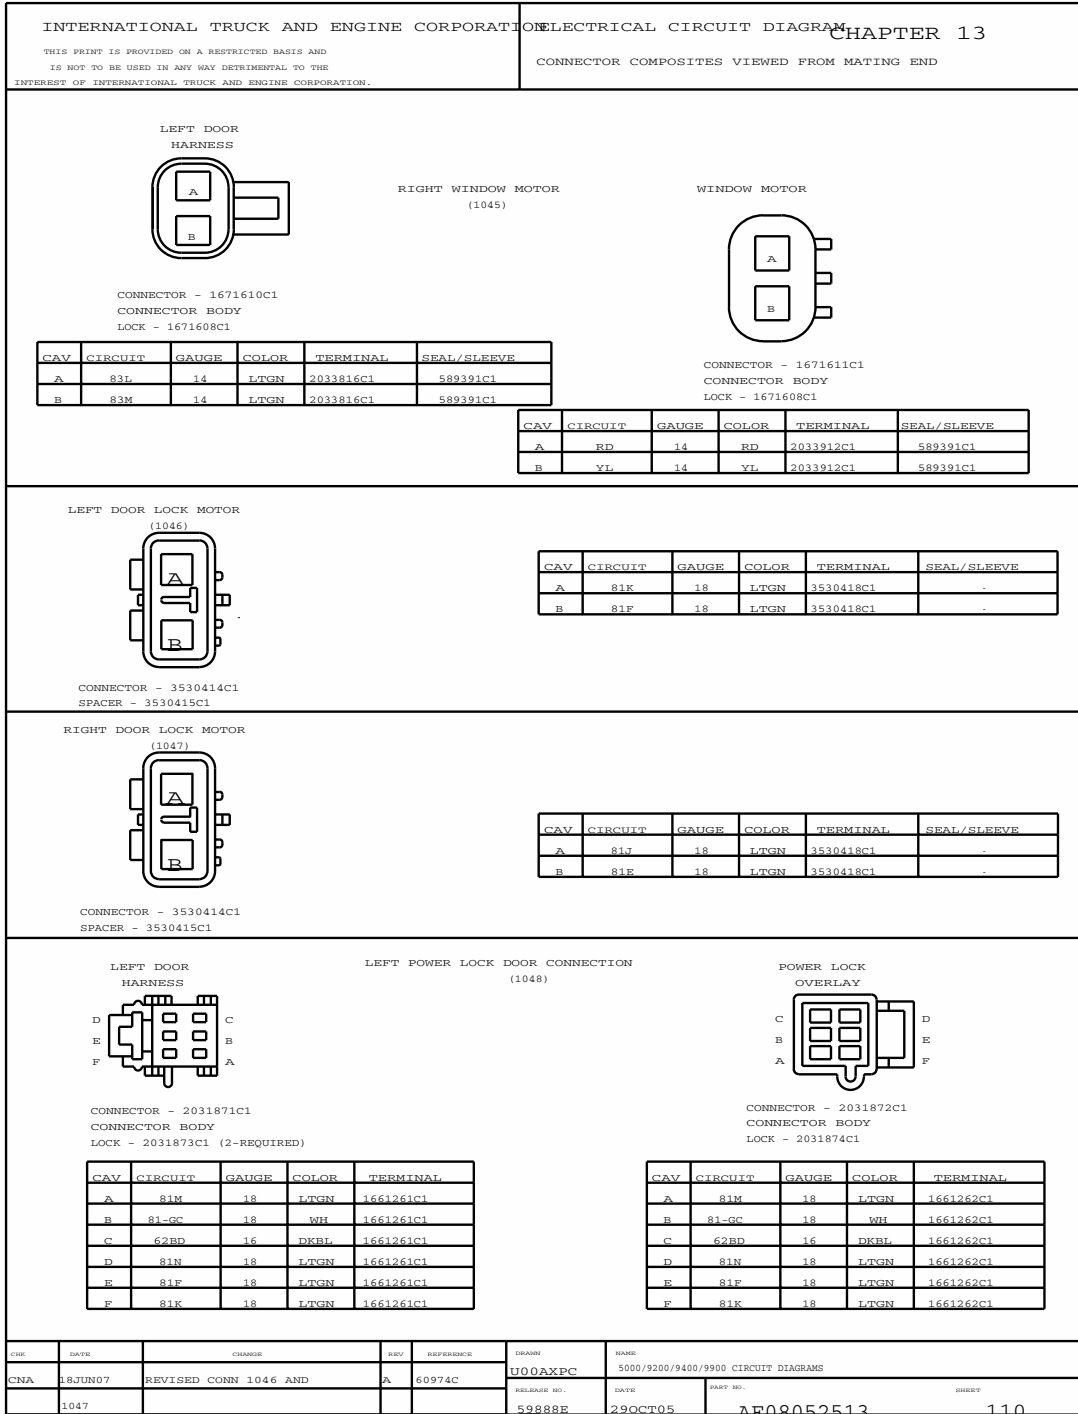 INTERNATIONAL TRUCK AND ENGINE CORPORATION
THIS PRINT IS PROVIDED ON A RESTRICTED BASIS AND
IS NOT TO BE USED IN ANY WAY DETRIMENTAL TO THE
INTEREST OF INTERNATIONAL TRUCK AND ENGINE CORPORATION.
ELECTRICAL CIRCUIT DIAGRAM
CHAPTER 13
CONNECTOR COMPOSITES VIEWED FROM MATING END
LEFT DOOR
HARNESS
A
B
RIGHT WINDOW MOTOR
(1045)
WINDOW MOTOR
A
B
CONNECTOR - 1671610C1
CONNECTOR BODY
LOCK - 1671608C1
CAV CIRCUIT GAUGE COLOR TERMINAL SEAL/SLEEVE
A 83L 14 LTGN 2033816C1 589391C1
B 83M 14 LTGN 2033816C1 589391C1
CONNECTOR - 1671611C1
CONNECTOR BODY
LOCK - 1671608C1
CAV CIRCUIT GAUGE COLOR TERMINAL SEAL/SLEEVE
A RD 14 RD 2033912C1 589391C1
B YL 14 YL 2033912C1 589391C1
LEFT DOOR LOCK MOTOR
(1046)
A
B
CONNECTOR - 3530414C1
SPACER - 3530415C1
CAV CIRCUIT GAUGE COLOR TERMINAL SEAL/SLEEVE
A 81K 18 LTGN 3530418C1 -
B 81F 18 LTGN 3530418C1 -
RIGHT DOOR LOCK MOTOR
(1047)
A
B
CONNECTOR - 3530414C1
SPACER - 3530415C1
CAV CIRCUIT GAUGE COLOR TERMINAL SEAL/SLEEVE
A 81J 18 LTGN 3530418C1 -
B 81E 18 LTGN 3530418C1 -
LEFT DOOR
HARNESS
LEFT POWER LOCK DOOR CONNECTION
(1048)
POWER LOCK
OVERLAY
D C
E B
F A
C D
B E
A F
CONNECTOR - 2031871C1
CONNECTOR BODY
LOCK - 2031873C1 (2-REQUIRED)
CONNECTOR - 2031872C1
CONNECTOR BODY
LOCK - 2031874C1
CAV CIRCUIT GAUGE COLOR TERMINAL
A 81M 18 LTGN 1661261C1
B 81-GC 18 WH 1661261C1
C 62BD 16 DKBL 1661261C1
D 81N 18 LTGN 1661261C1
E 81F 18 LTGN 1661261C1
F 81K 18 LTGN 1661261C1
CAV CIRCUIT GAUGE COLOR TERMINAL
A 81M 18 LTGN 1661262C1
B 81-GC 18 WH 1661262C1
C 62BD 16 DKBL 1661262C1
D 81N 18 LTGN 1661262C1
E 81F 18 LTGN 1661262C1
F 81K 18 LTGN 1661262C1
CHK DATE CHANGE REV REFERENCE
CNA 18JUN07 REVISED CONN 1046 AND A 60974C
1047
DRAWN
U00AXPC
NAME
5000/9200/9400/9900 CIRCUIT DIAGRAMS
RELEASE NO.
59888E
DATE
29OCT05
PART NO.
AE08052513
SHEET
110